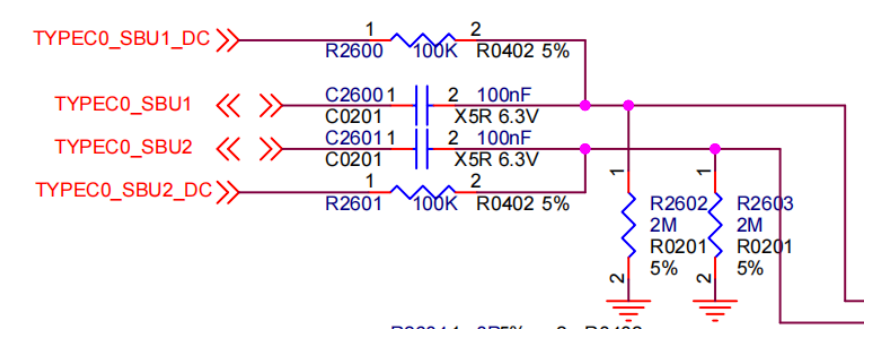 TYPEC0_SBU1_DC
1 2
R2600 100K R0402 5%
TYPEC0_SBU1
C2600 1 2 100nF
C0201 X5R 6.3V
TYPEC0_SBU2
C2601 1 2 100nF
C0201 X5R 6.3V
TYPEC0_SBU2_DC
1 2
R2601 100K R0402 5%
1
R2602
2M
R0201
5%
2
1
R2603
2M
R0201
5%
2